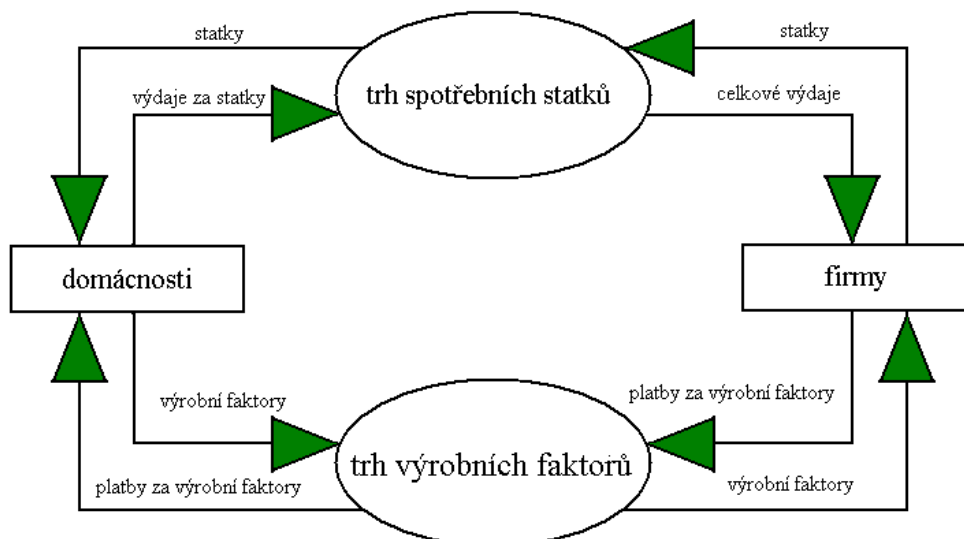 statky
statky
trh spotřebních statků
výdaje za statky
celkové výdaje
domácnosti
firmy
výrobní faktory
platby za výrobní faktory
trh výrobních faktorů
platby za výrobní faktory
výrobní faktory